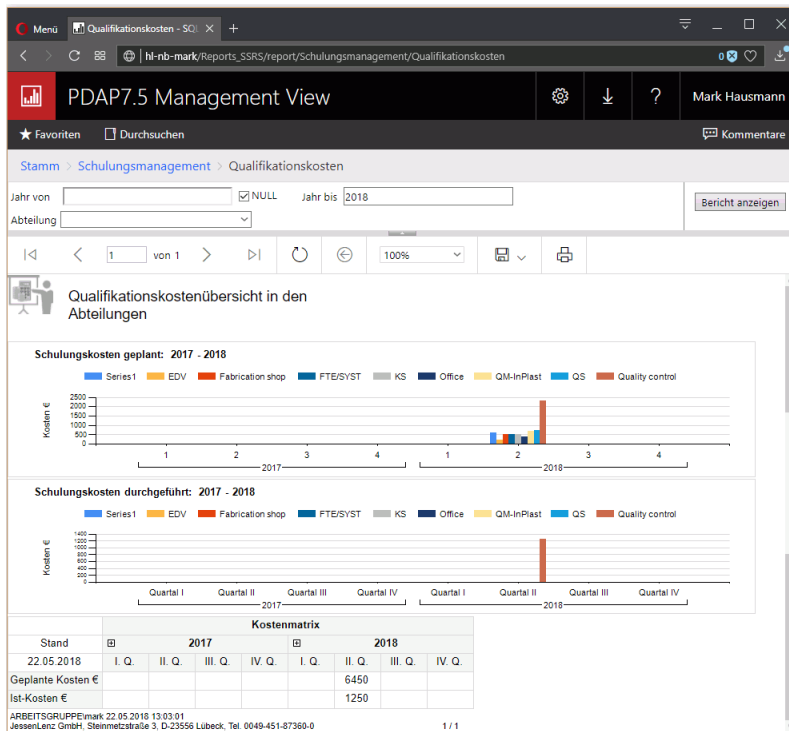 Menü
Qualifikationskosten - SQL
hl-nb-mark/Reports_SSRS/report/Schulungsmanagement/Qualifikationskosten
0
PDAP7.5 Management View
?
Mark Hausmann
Favoriten
Durchsuchen
Kommentare
Stamm > Schulungsmanagement > Qualifikationskosten
Jahr von
NULL
Jahr bis 2018
Bericht anzeigen
Abteilung
1 von 1
100%
Qualifikationskostenübersicht in den
Abteilungen
Schulungskosten geplant: 2017 - 2018
Series1 EDV Fabrication shop FTE/SYST KS Office QM-InPlast QS Quality control
Kosten €
2500
2000
1500
1000
500
0
1 2 3 4 1 2 3 4
2017 2018
Schulungskosten durchgeführt: 2017 - 2018
Series1 EDV Fabrication shop FTE/SYST KS Office QM-InPlast QS Quality control
Kosten €
1400
1200
1000
800
600
400
200
0
Quartal I Quartal II Quartal III Quartal IV Quartal I Quartal II Quartal III Quartal IV
2017 2018
Kostenmatrix
Stand 2017 2018
22.05.2018 I. Q. II. Q. III. Q. IV. Q. I. Q. II. Q. III. Q. IV. Q.
Geplante Kosten € 6450
Ist-Kosten € 1250
ARBEITSGRUPPE\mark 22.05.2018 13:03:01
JessenLenz GmbH, Steinmetzstraße 3, D-23556 Lübeck, Tel. 0049-451-87360-0 1 / 1